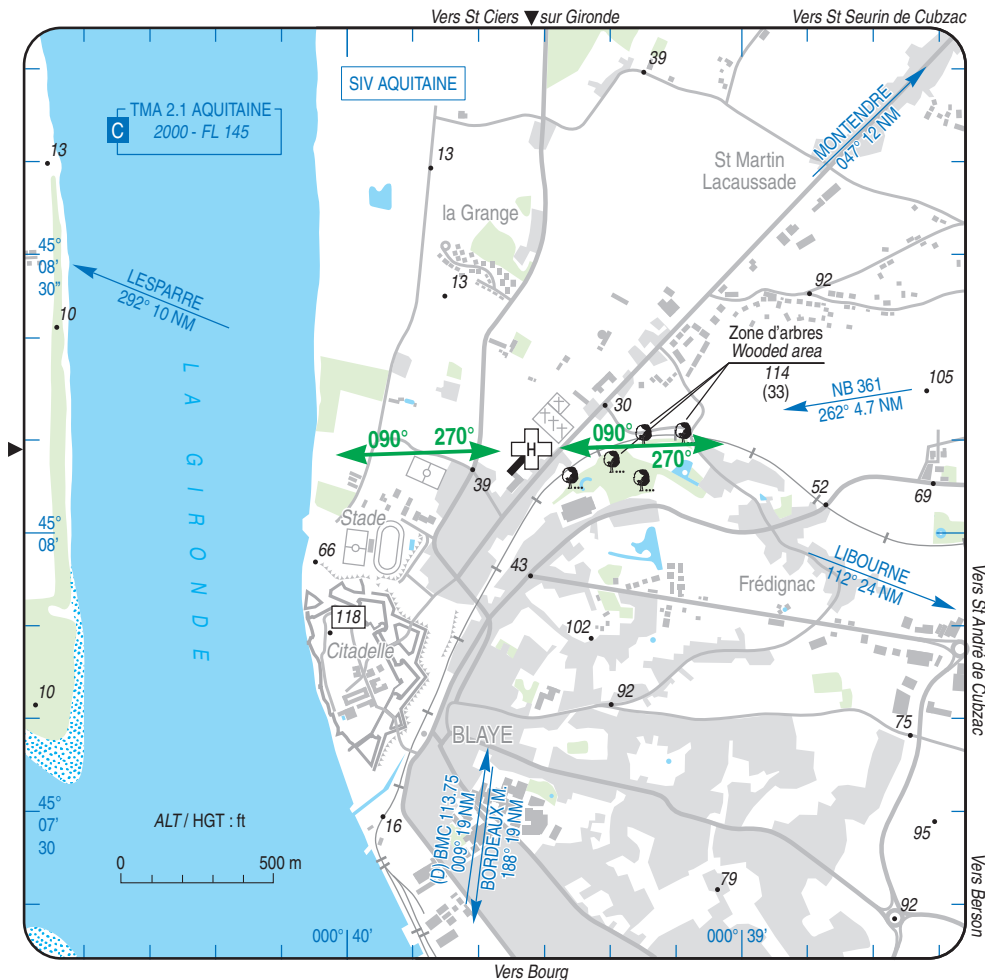 Vers St Ciers ▼ sur Gironde
Vers St Seurin de Cubzac
39
SIV AQUITAINE
TMA 2.1 AQUITAINE
C
2000 - FL 145
MONTENDRE
047° 12 NM
13
13
St Martin
Lacaussade
la Grange
45°
08'
30"
LESPARRE
292° 10 NM
13
92
10
Zone d'arbres
Wooded area
114
(33)
NB 361
262° 4.7 NM
105
30
LA GIRONDE
090°
270°
H
090°
270°
39
52
69
Stade
45°
08'
66
43
LIBOURNE
112° 24 NM
Frédignac
Vers St André de Cubzac
118
Citadelle
102
10
92
75
BLAYE
45°
07'
30
ALT / HGT : ft
16
(D) BMC 113.75
009° 19 NM
BORDEAUX M.
188° 19 NM
95
0
500 m
79
92
Vers Berson
000° 40'
000° 39'
Vers Bourg